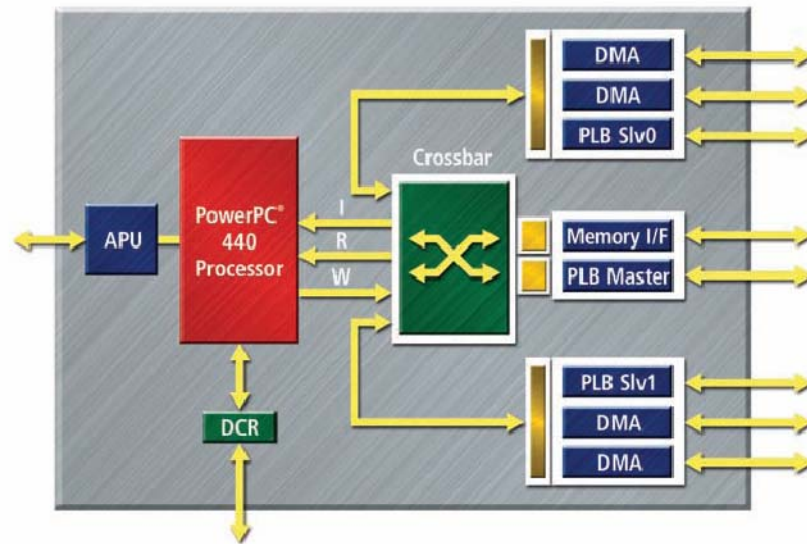 DMA
DMA
PLB Slv0
Crossbar
APU
PowerPC®
440
Processor
I
R
W
Memory I/F
PLB Master
PLB Slv1
DMA
DMA
DCR